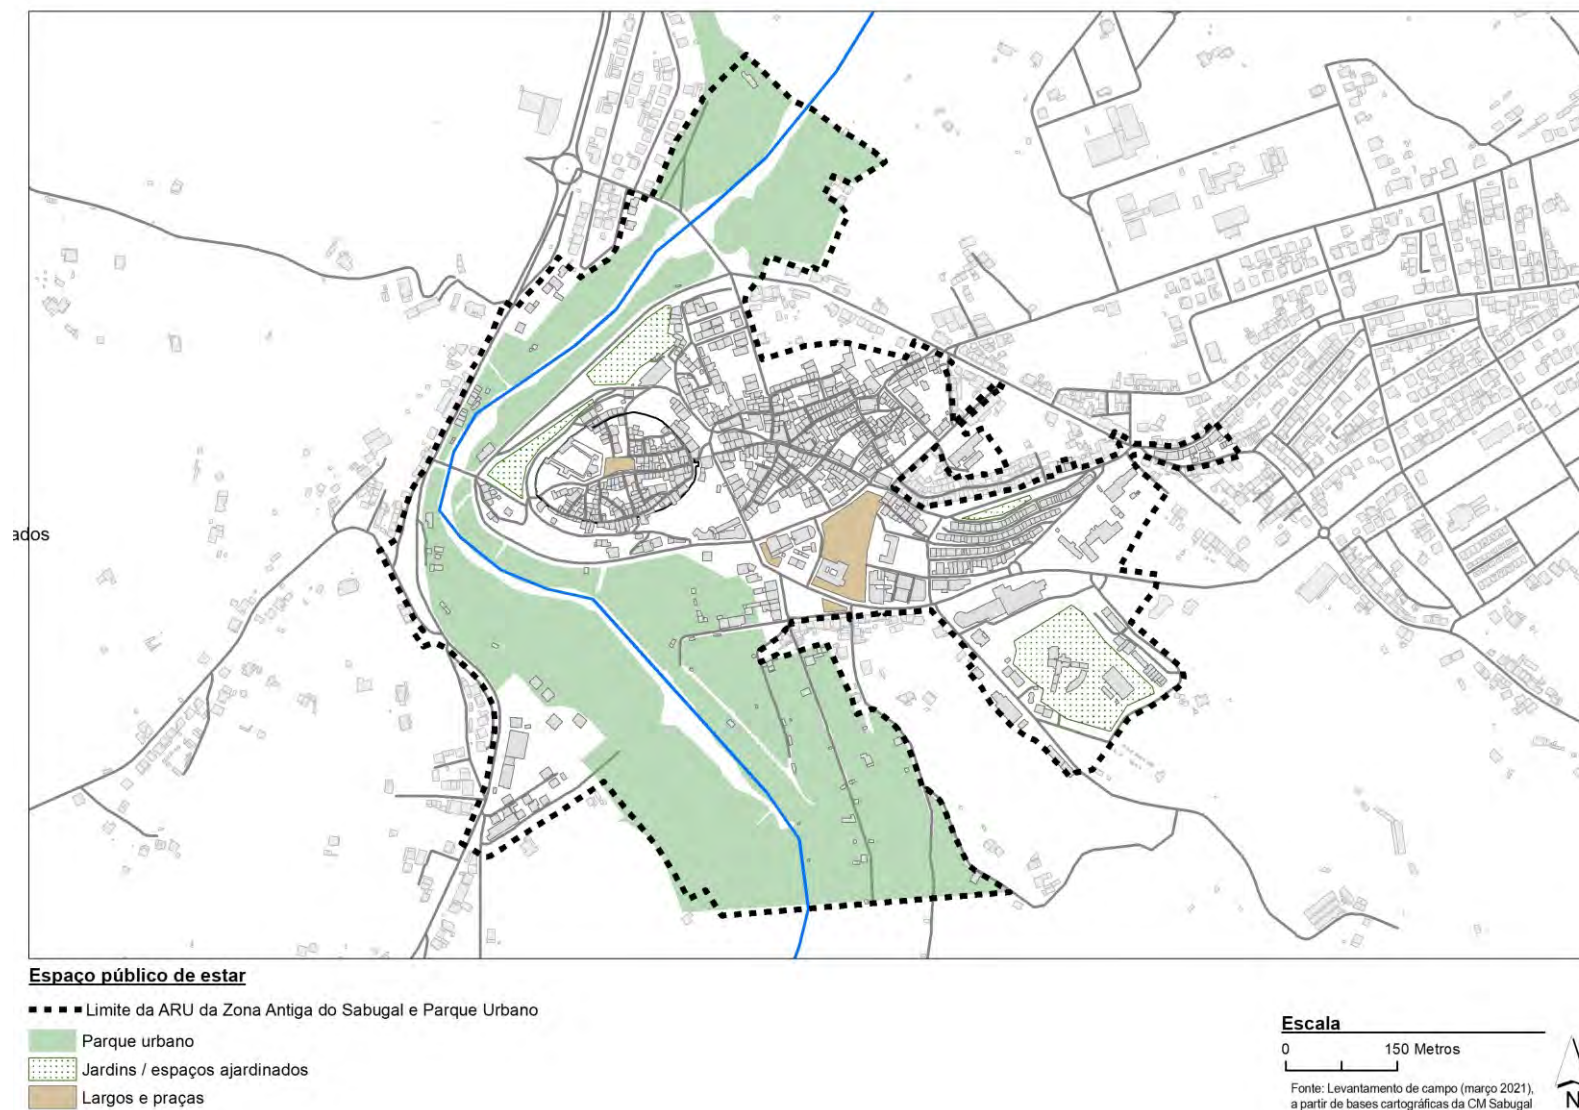 ados
Espaço público de estar
Limite da ARU da Zona Antiga do Sabugal e Parque Urbano
Parque urbano
Jardins / espaços ajardinados
Largos e praças
Escala
0 150 Metros
Fonte: Levantamento de campo (março 2021),
a partir de bases cartográficas da CM Sabugal
N